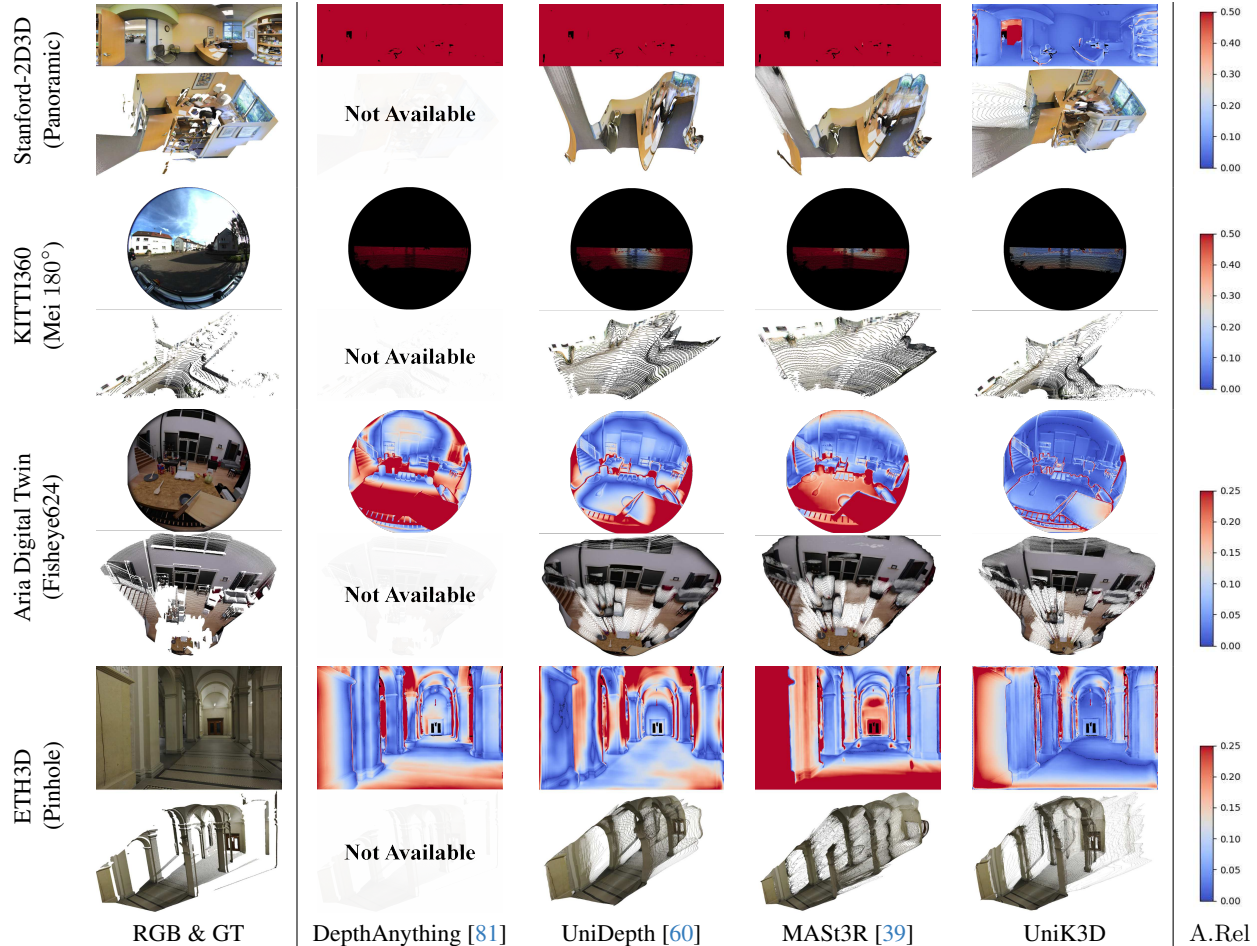 Stanford-2D3D
(Panoramic)
Not Available
0.50
0.40
0.30
0.20
0.10
0.00
KITTI360
(Mei 180°)
Not Available
0.50
0.40
0.30
0.20
0.10
0.00
Aria Digital Twin
(Fisheye624)
Not Available
0.25
0.20
0.15
0.10
0.05
0.00
ETH3D
(Pinhole)
Not Available
0.25
0.20
0.15
0.10
0.05
0.00
RGB & GT
DepthAnything [81]
UniDepth [60]
MASt3R [39]
UniK3D
A.Rel